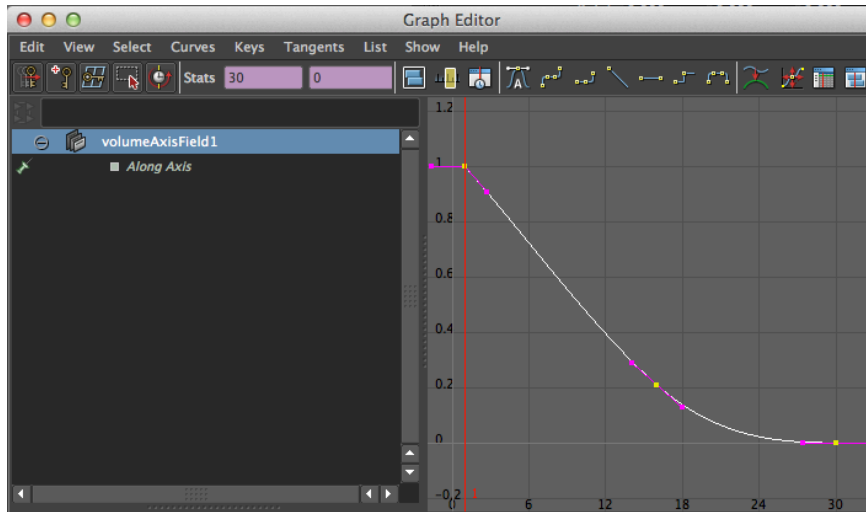 Graph Editor
Edit View Select Curves Keys Tangents List Show Help
Stats 30 0
volumeAxisField1
Along Axis
1.2
1
0.8
0.6
0.4
0.2
0
-0.2
0 6 12 18 24 30